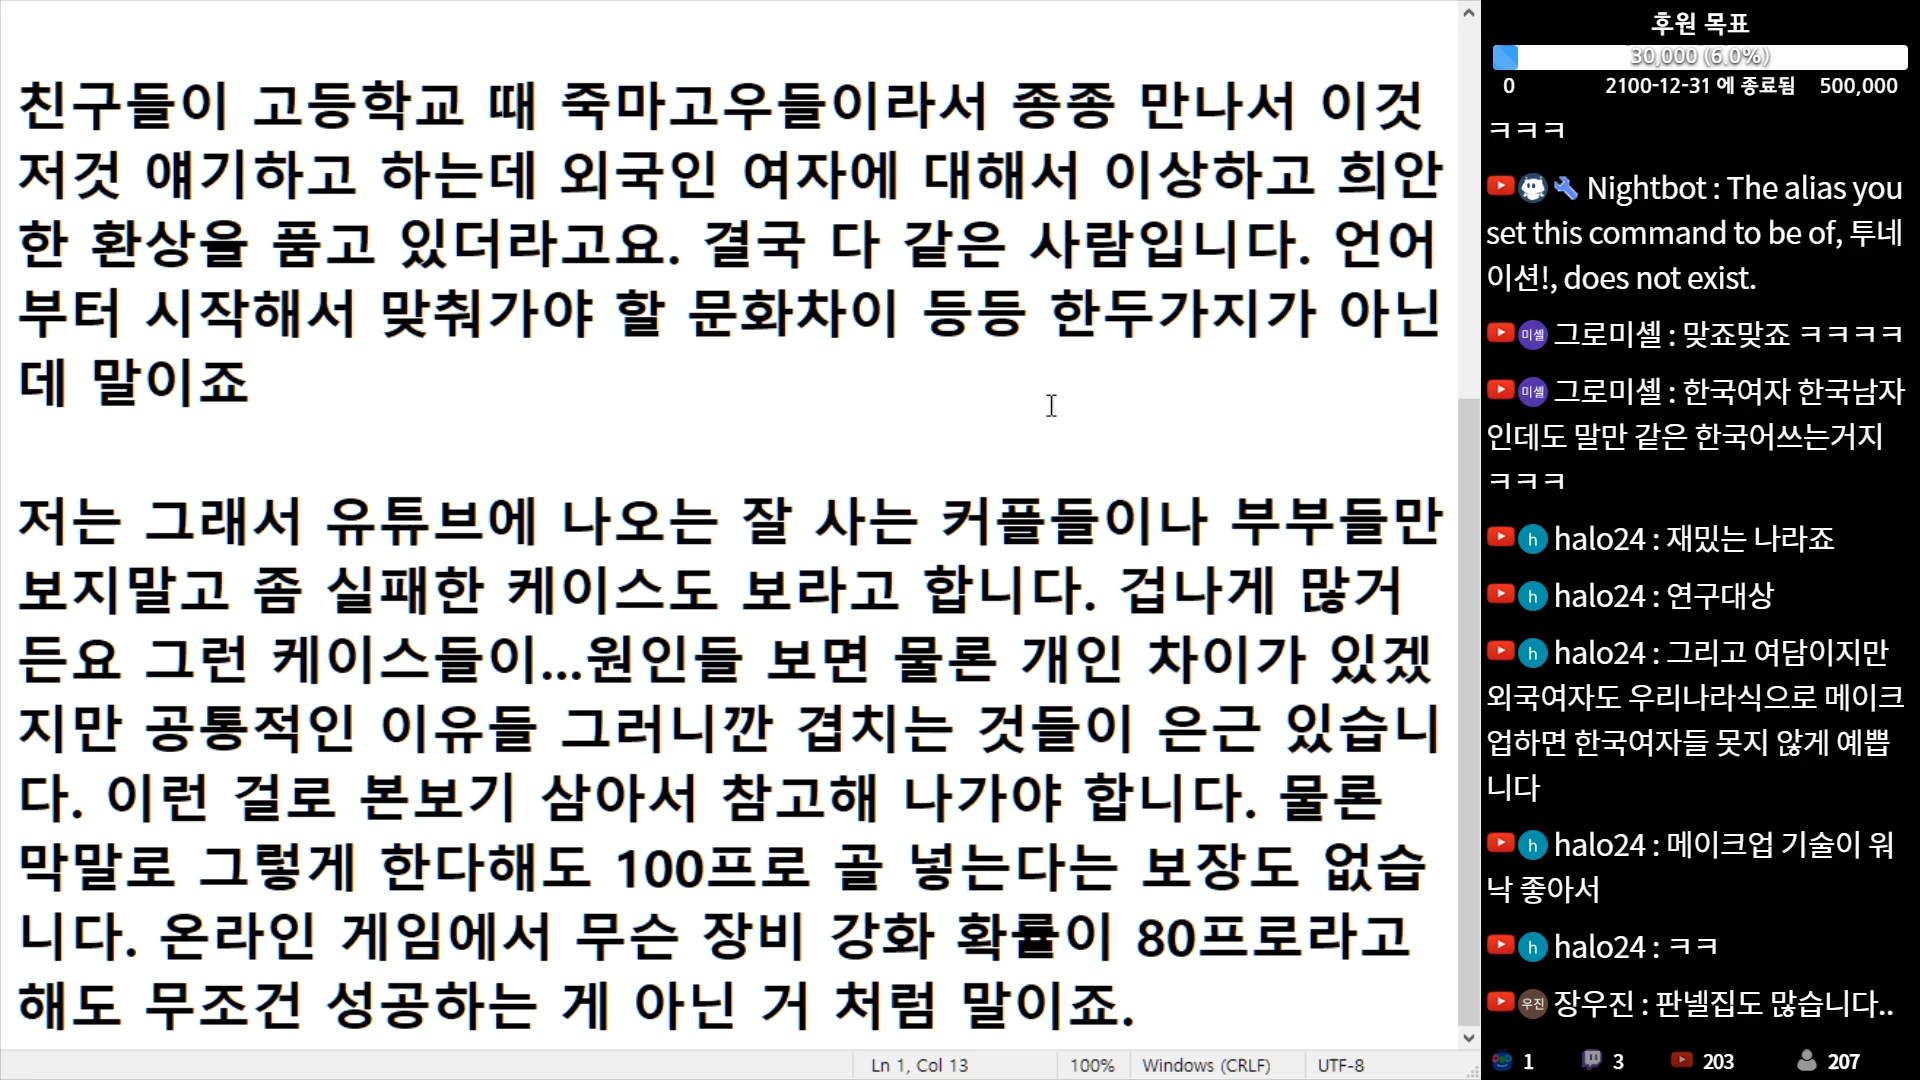 친구들이 고등학교 때 죽마고우들이라서 종종 만나서 이것
저것 얘기하고 하는데 외국인 여자에 대해서 이상하고 희안
한 환상을 품고 있더라고요. 결국 다 같은 사람입니다. 언어
부터 시작해서 맞춰가야 할 문화차이 등등 한두가지가 아닌
데 말이죠
저는 그래서 유튜브에 나오는 잘 사는 커플들이나 부부들만
보지말고 좀 실패한 케이스도 보라고 합니다. 겁나게 많거
든요 그런 케이스들이...원인들 보면 물론 개인 차이가 있겠
지만 공통적인 이유들 그러니깐 겹치는 것들이 은근 있습니
다. 이런 걸로 본보기 삼아서 참고해 나가야 합니다. 물론
막말로 그렇게 한다해도 100프로 골 넣는다는 보장도 없습
니다. 온라인 게임에서 무슨 장비 강화 확률이 80프로라고
해도 무조건 성공하는 게 아닌 거 처럼 말이죠.
Ln 1, Col 13
100%
Windows (CRLF)
UTF-8
후원 목표
30,000 (6.0%)
0 2100-12-31 에 종료됨 500,000
ㅋㅋㅋ
Nightbot : The alias you
set this command to be of, 투네
이션!, does not exist.
미셸 그로미셸 : 맞죠맞죠 ㅋㅋㅋㅋ
미셸 그로미셸 : 한국여자 한국남자
인데도 말만 같은 한국어쓰는거지
ㅋㅋㅋ
h halo24 : 재밌는 나라죠
h halo24 : 연구대상
h halo24 : 그리고 여담이지만
외국여자도 우리나라식으로 메이크
업하면 한국여자들 못지 않게 예쁩
니다
h halo24 : 메이크업 기술이 워
낙 좋아서
h halo24 : ㅋㅋ
우진 장우진 : 판넬집도 많습니다..
1 3 203 207